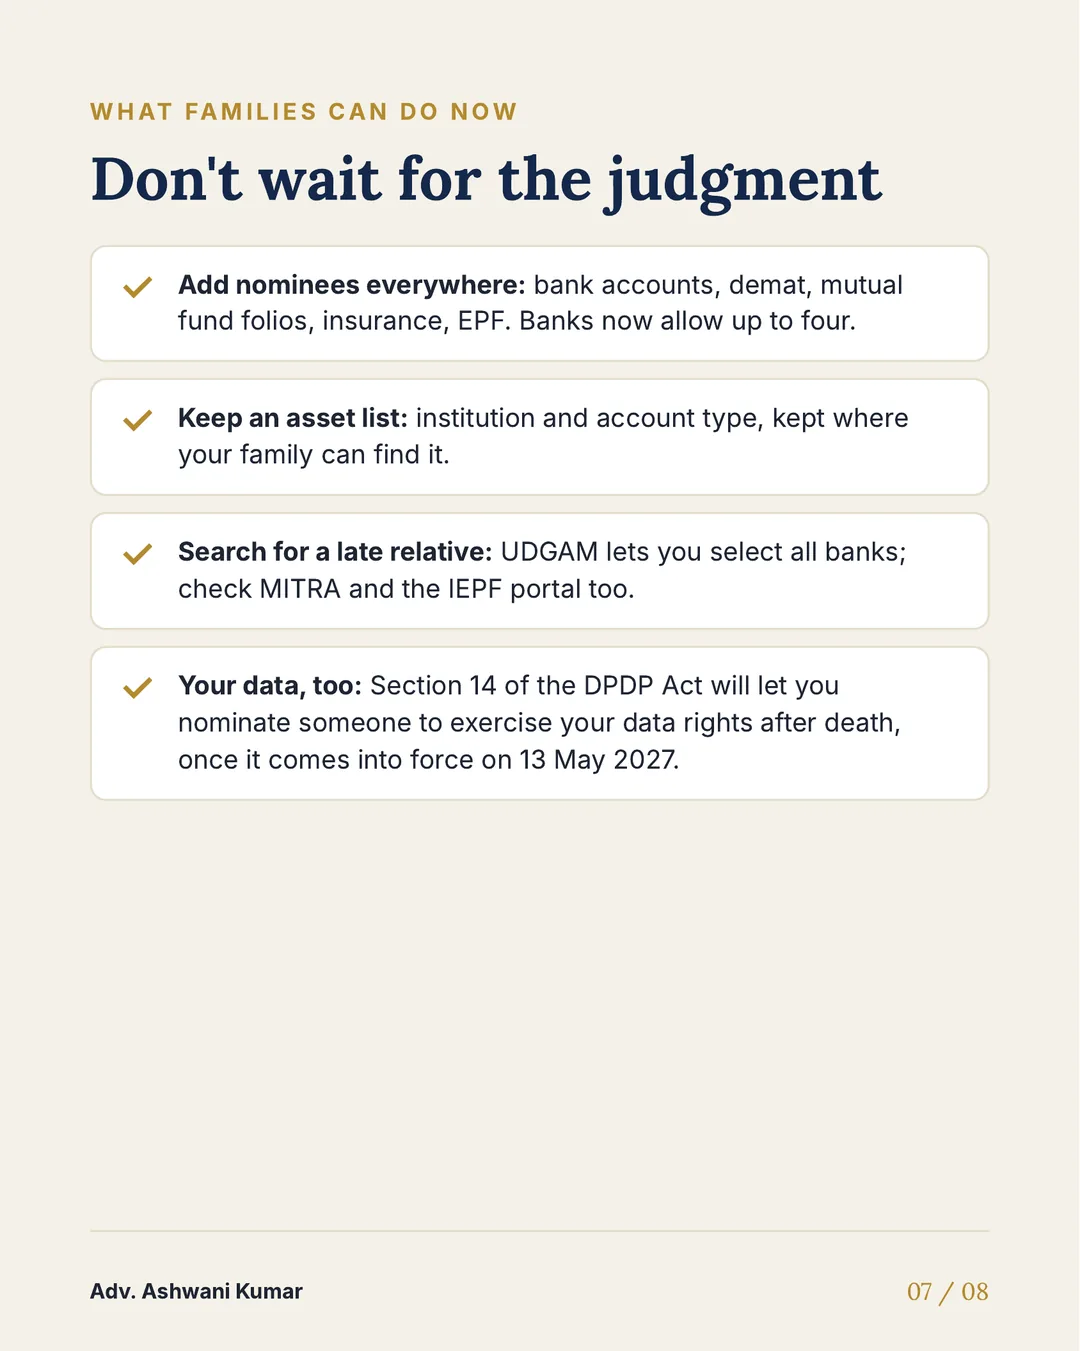 WHAT FAMILIES CAN DO NOW
Don't wait for the judgment
Add nominees everywhere: bank accounts, demat, mutual
fund folios, insurance, EPF. Banks now allow up to four.
Keep an asset list: institution and account type, kept where
your family can find it.
Search for a late relative: UDGAM lets you select all banks;
check MITRA and the IEPF portal too.
Your data, too: Section 14 of the DPDP Act will let you
nominate someone to exercise your data rights after death,
once it comes into force on 13 May 2027.
Adv. Ashwani Kumar
07 / 08